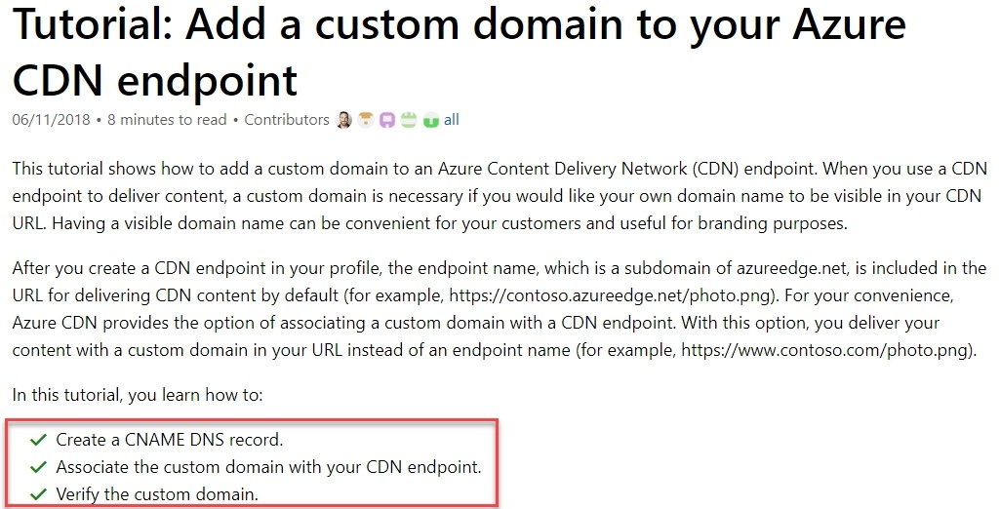 Tutorial: Add a custom domain to your Azure
CDN endpoint
06/11/2018 • 8 minutes to read • Contributors all
This tutorial shows how to add a custom domain to an Azure Content Delivery Network (CDN) endpoint. When you use a CDN
endpoint to deliver content, a custom domain is necessary if you would like your own domain name to be visible in your CDN
URL. Having a visible domain name can be convenient for your customers and useful for branding purposes.
After you create a CDN endpoint in your profile, the endpoint name, which is a subdomain of azureedge.net, is included in the
URL for delivering CDN content by default (for example, https://contoso.azureedge.net/photo.png). For your convenience,
Azure CDN provides the option of associating a custom domain with a CDN endpoint. With this option, you deliver your
content with a custom domain in your URL instead of an endpoint name (for example, https://www.contoso.com/photo.png).
In this tutorial, you learn how to:
Create a CNAME DNS record.
Associate the custom domain with your CDN endpoint.
Verify the custom domain.